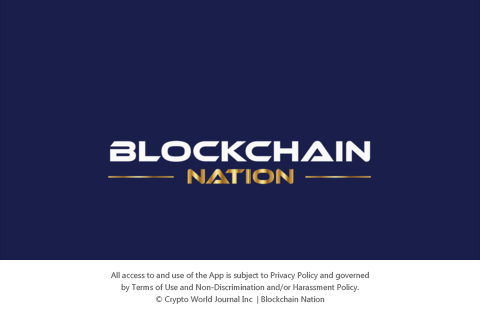 BLOCKCHAIN
NATION
All access to and use of the App is subject to Privacy Policy and governed
by Terms of Use and Non-Discrimination and/or Harassment Policy.
© Crypto World Journal Inc | Blockchain Nation